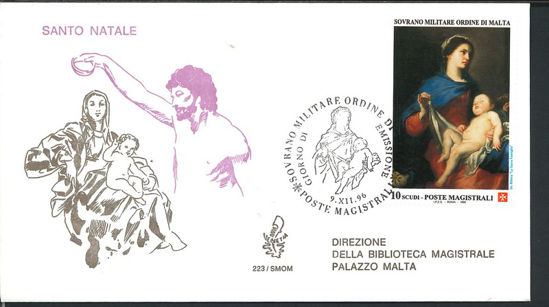 SANTO NATALE
SOVRANO MILITARE ORDINE DI MALTA
10 SCUDI - POSTE MAGISTRALI
SOVRANO MILITARE ORDINE DI
POSTE MAGISTRALI
GIORNO DI EMISSIONE
9.XII.96
223/SMOM
DIREZIONE
DELLA BIBLIOTECA MAGISTRALE
PALAZZO MALTA